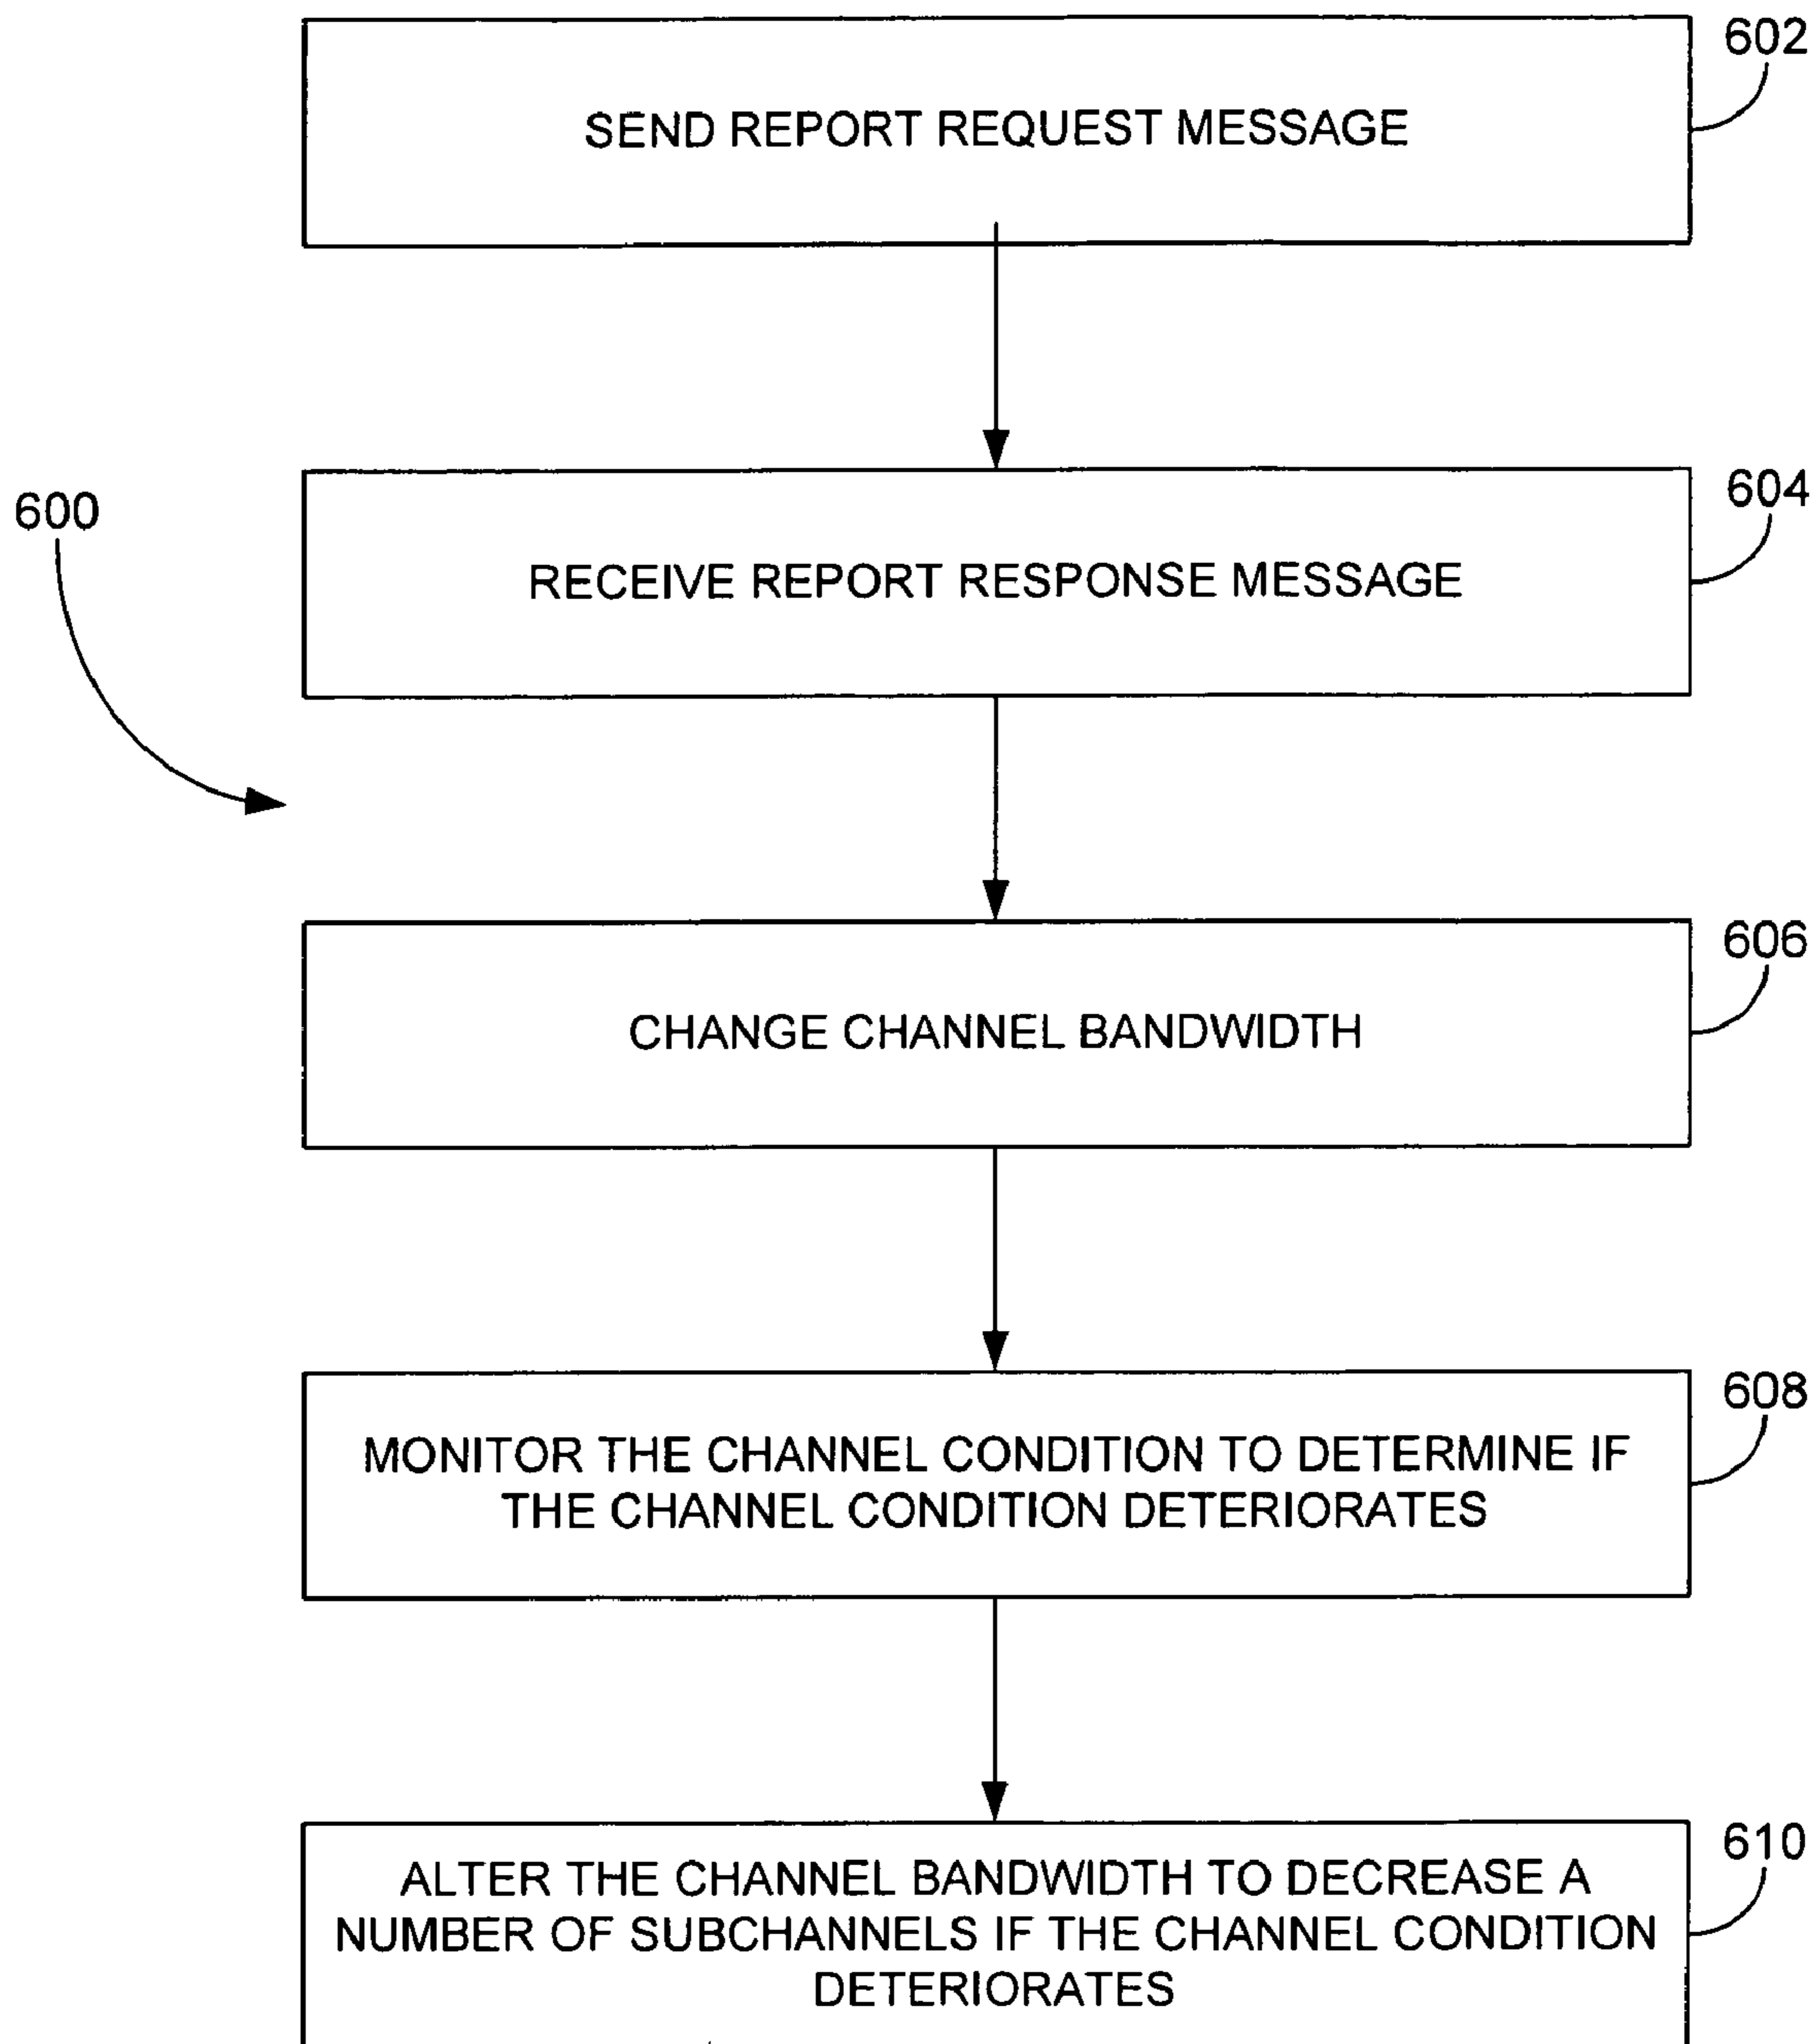 602
SEND REPORT REQUEST MESSAGE
604
600
RECEIVE REPORT RESPONSE MESSAGE
606
CHANGE CHANNEL BANDWIDTH
608
MONITOR THE CHANNEL CONDITION TO DETERMINE IF
THE CHANNEL CONDITION DETERIORATES
610
ALTER THE CHANNEL BANDWIDTH TO DECREASE A
NUMBER OF SUBCHANNELS IF THE CHANNEL CONDITION
DETERIORATES